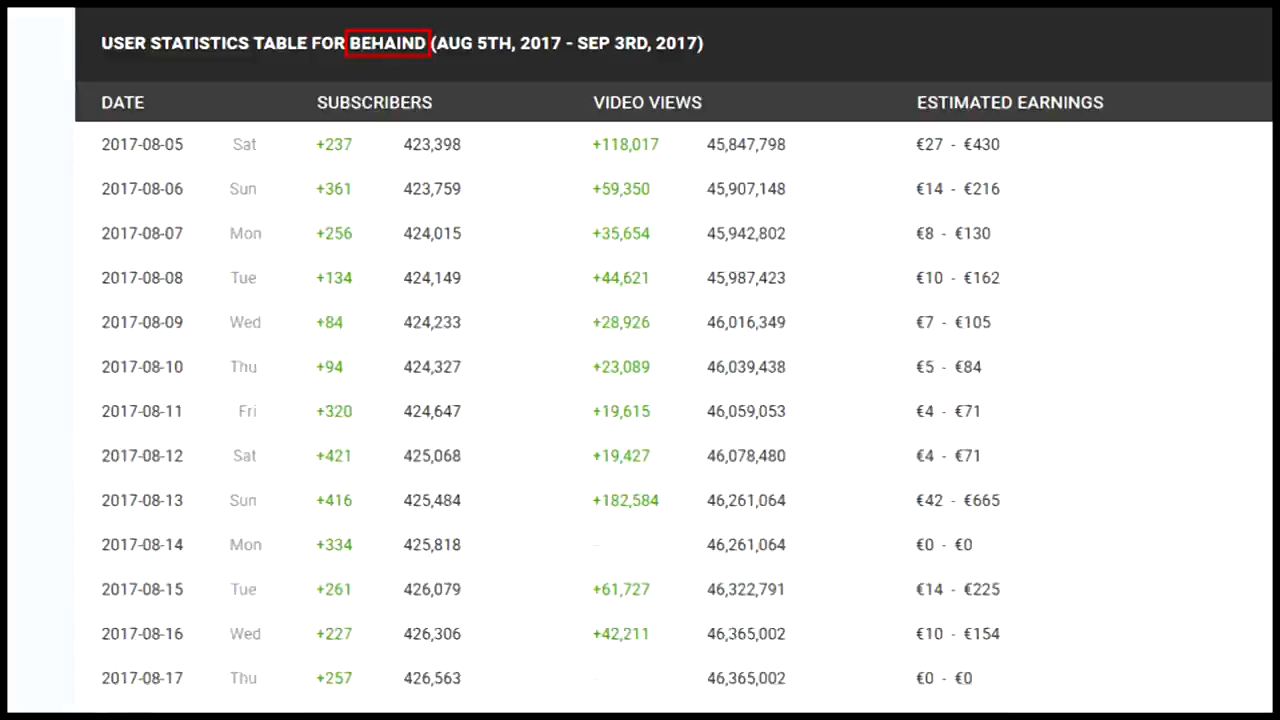 USER STATISTICS TABLE FOR BEHAIND (AUG 5TH, 2017 - SEP 3RD, 2017)
DATE SUBSCRIBERS VIDEO VIEWS ESTIMATED EARNINGS
2017-08-05 Sat +237 423,398 +118,017 45,847,798 €27 - €430
2017-08-06 Sun +361 423,759 +59,350 45,907,148 €14 - €216
2017-08-07 Mon +256 424,015 +35,654 45,942,802 €8 - €130
2017-08-08 Tue +134 424,149 +44,621 45,987,423 €10 - €162
2017-08-09 Wed +84 424,233 +28,926 46,016,349 €7 - €105
2017-08-10 Thu +94 424,327 +23,089 46,039,438 €5 - €84
2017-08-11 Fri +320 424,647 +19,615 46,059,053 €4 - €71
2017-08-12 Sat +421 425,068 +19,427 46,078,480 €4 - €71
2017-08-13 Sun +416 425,484 +182,584 46,261,064 €42 - €665
2017-08-14 Mon +334 425,818 - 46,261,064 €0 - €0
2017-08-15 Tue +261 426,079 +61,727 46,322,791 €14 - €225
2017-08-16 Wed +227 426,306 +42,211 46,365,002 €10 - €154
2017-08-17 Thu +257 426,563 - 46,365,002 €0 - €0